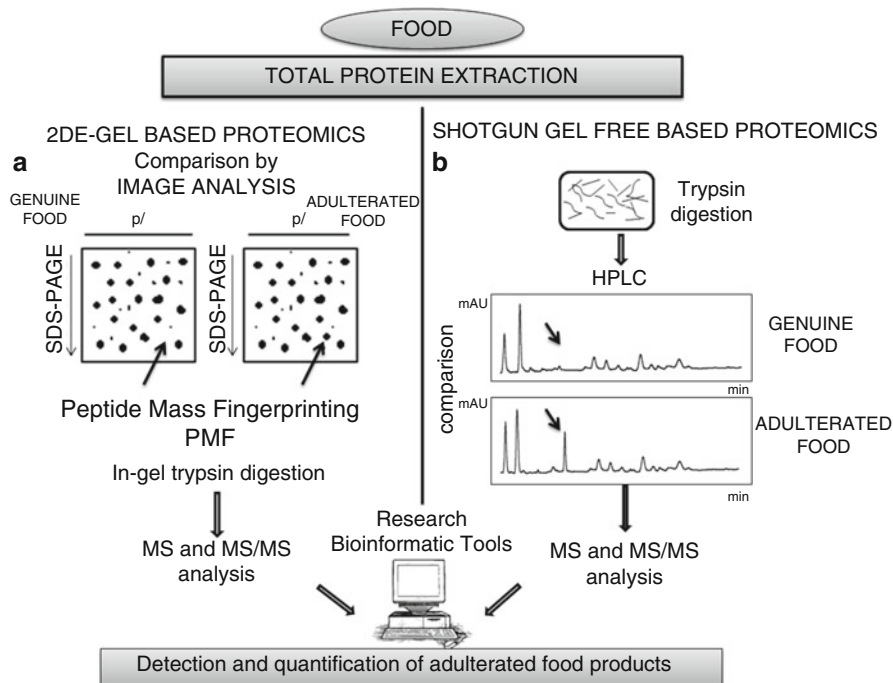 FOOD
TOTAL PROTEIN EXTRACTION
2DE-GEL BASED PROTEOMICS
a
Comparison by
IMAGE ANALYSIS
GENUINE
FOOD
p/
p/
ADULTERATED
FOOD
SDS-PAGE
SDS-PAGE
Peptide Mass Fingerprinting
PMF
In-gel trypsin digestion
MS and MS/MS
analysis
SHOTGUN GEL FREE BASED PROTEOMICS
b
Trypsin
digestion
HPLC
comparison
mAU
min
GENUINE
FOOD
mAU
min
ADULTERATED
FOOD
MS and MS/MS
analysis
Research
Bioinformatic Tools
Detection and quantification of adulterated food products